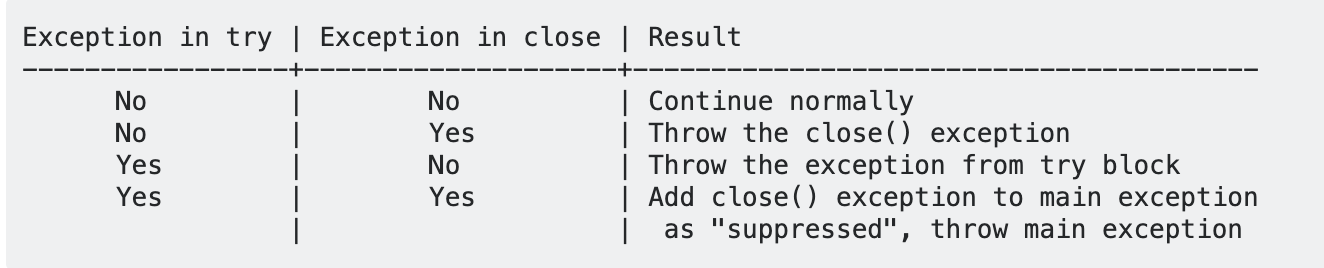 Exception in try | Exception in close | Result
-----------------+--------------------+----------------------------------------
      No         |        No          | Continue normally
      No         |        Yes         | Throw the close() exception
      Yes        |        No          | Throw the exception from try block
      Yes        |        Yes         | Add close() exception to main exception
                 |                    |  as "suppressed", throw main exception